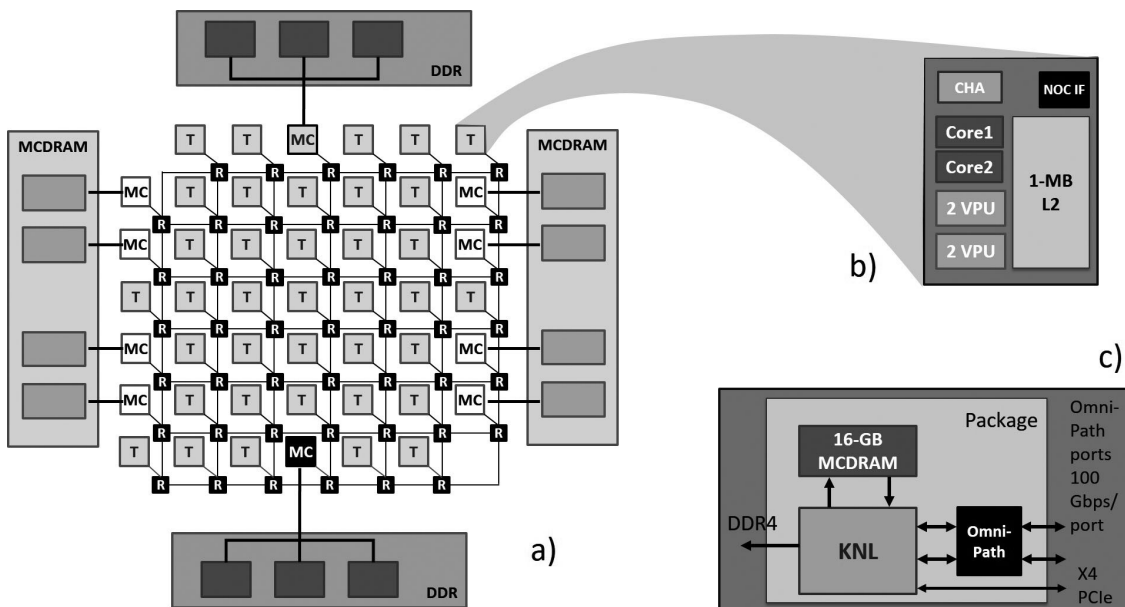 DDR
MCDRAM
MCDRAM
T T MC T T T
R R R R R R
MC T T T T T MC
R R R R R R R
MC T T T T T MC
R R R R R R R
T T T T T T T
R R R R R R R
MC T T T T T MC
R R R R R R R
MC T T T T T MC
R R R R R R R
T T T MC T T
R R R R R R
DDR
a)
CHA
NOC IF
Core1
Core2
2 VPU
2 VPU
1-MB
L2
b)
c)
Package
16-GB
MCDRAM
DDR4
KNL
Omni-
Path
Omni-
Path
ports
100
Gbps/
port
X4
PCIe